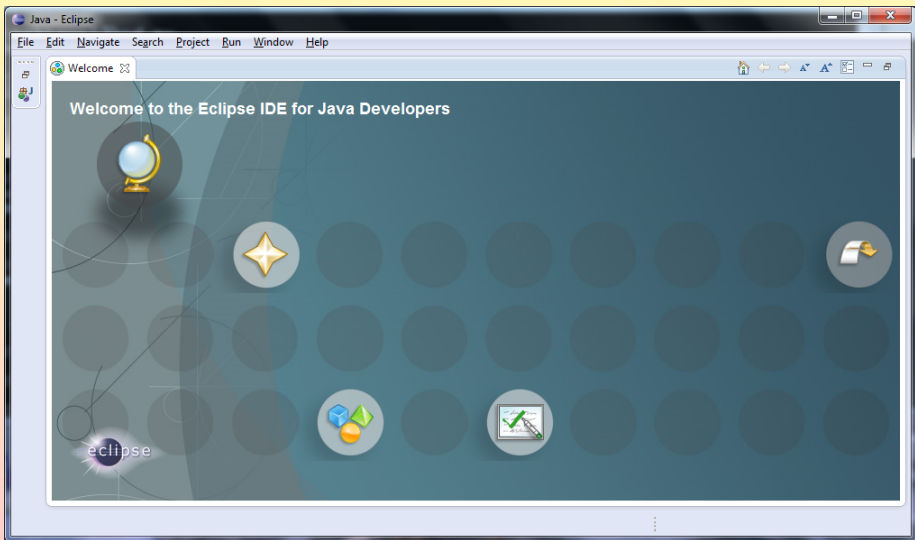 Java - Eclipse
File Edit Navigate Search Project Run Window Help
Welcome
Welcome to the Eclipse IDE for Java Developers
eclipse